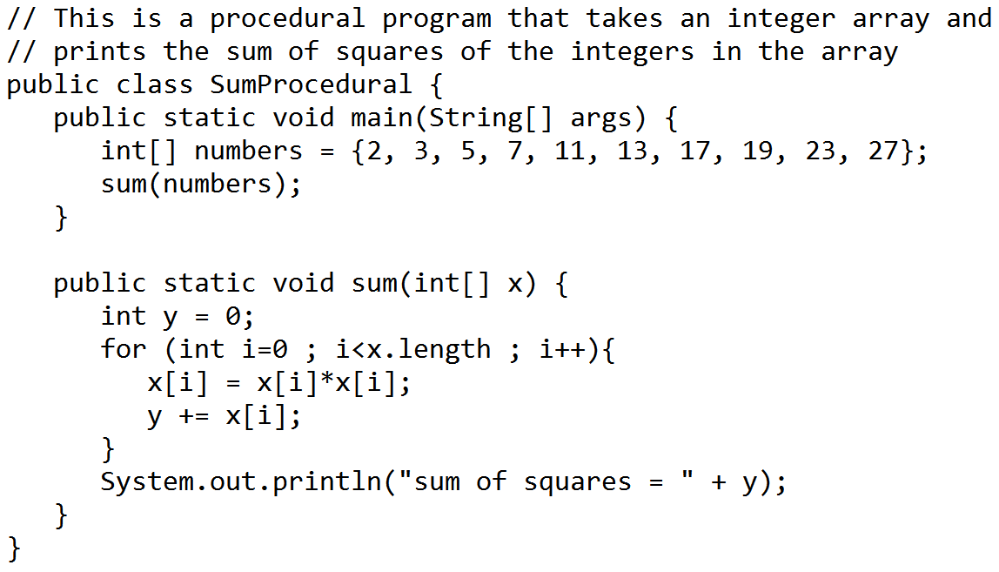 // This is a procedural program that takes an integer array and
// prints the sum of squares of the integers in the array
public class SumProcedural {
   public static void main(String[] args) {
      int[] numbers = {2, 3, 5, 7, 11, 13, 17, 19, 23, 27};
      sum(numbers);
   }

   public static void sum(int[] x) {
      int y = 0;
      for (int i=0 ; i<x.length ; i++){
         x[i] = x[i]*x[i];
         y += x[i];
      }
      System.out.println("sum of squares = " + y);
   }
}